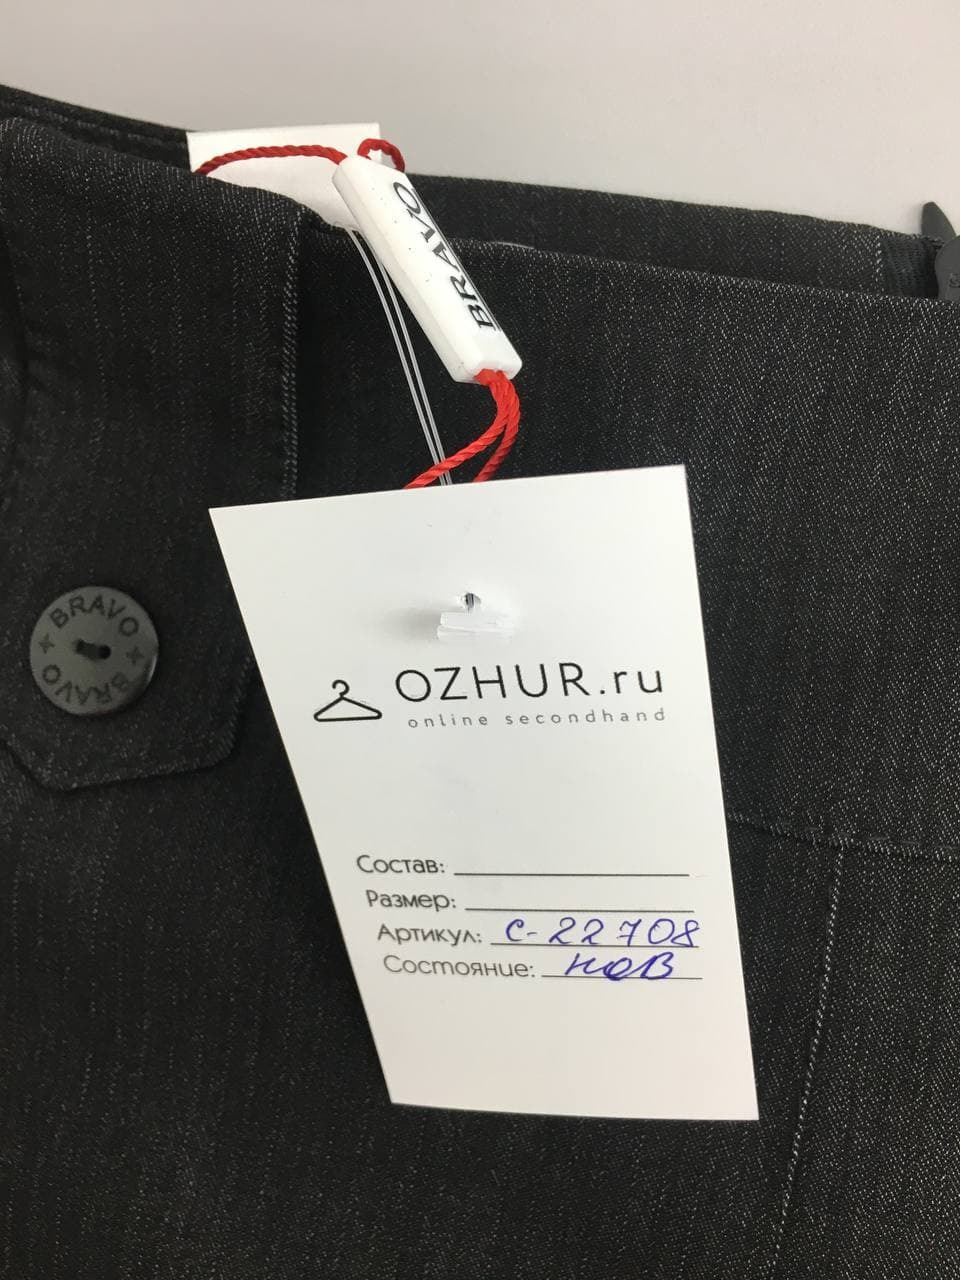 BRAVO
BRAVO
BRAVO
OZHUR.ru
online secondhand
Состав:
Размер:
Артикул: С-22708
Состояние: нов